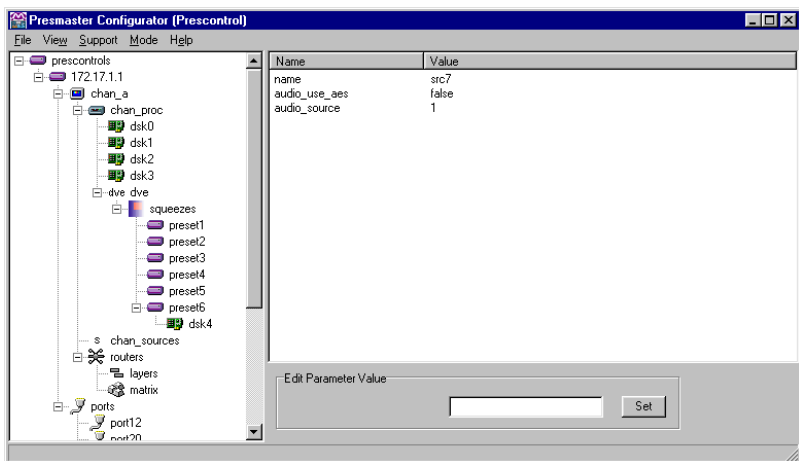 Presmaster Configurator (Prescontrol)
File View Support Mode Help
prescontrols
172.17.1.1
chan_a
chan_proc
dsk0
dsk1
dsk2
dsk3
dve dve
squeezes
preset1
preset2
preset3
preset4
preset5
preset6
dsk4
s chan_sources
routers
layers
matrix
ports
port12
port20
Name Value
name src7
audio_use_aes false
audio_source 1
Edit Parameter Value
Set